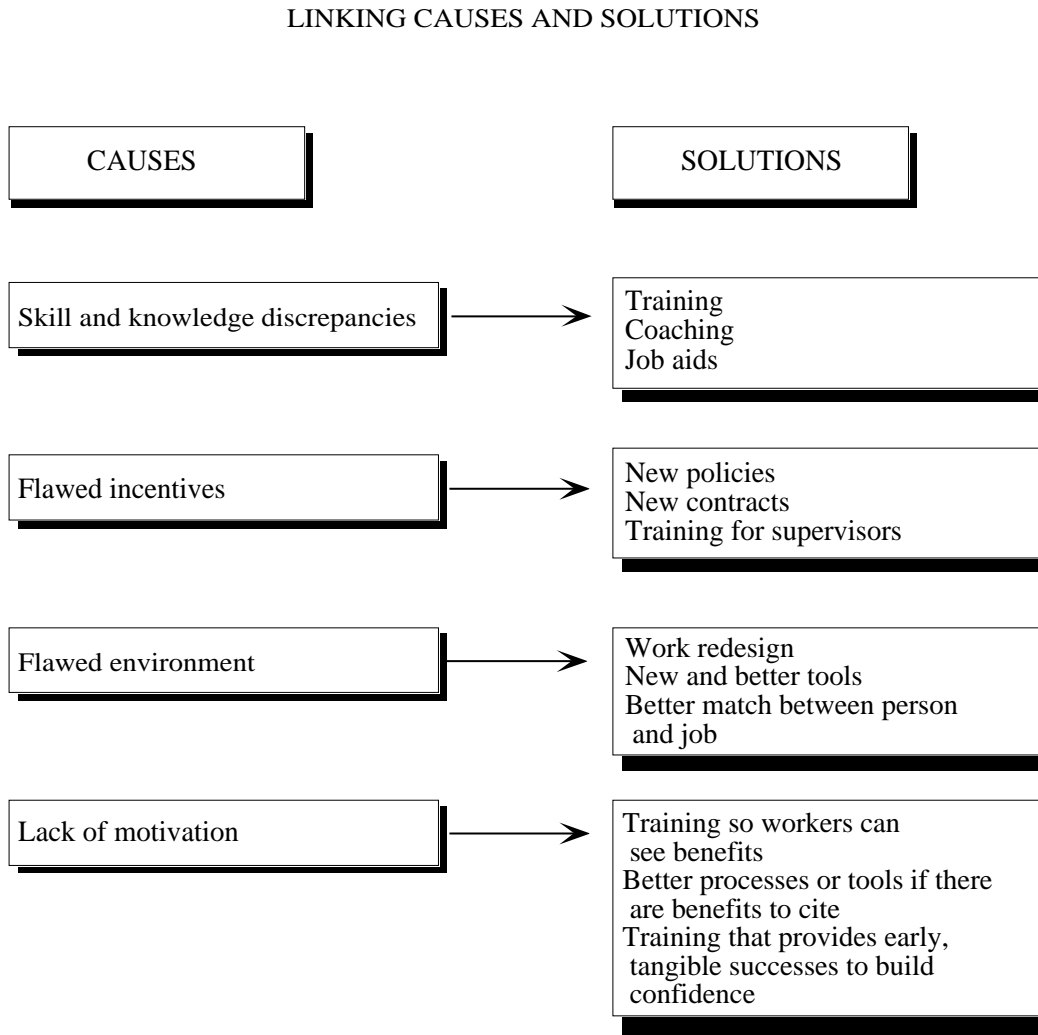 LINKING CAUSES AND SOLUTIONS
CAUSES
SOLUTIONS
Skill and knowledge discrepancies
Training
Coaching
Job aids
Flawed incentives
New policies
New contracts
Training for supervisors
Flawed environment
Work redesign
New and better tools
Better match between person
and job
Lack of motivation
Training so workers can
see benefits
Better processes or tools if there
are benefits to cite
Training that provides early,
tangible successes to build
confidence